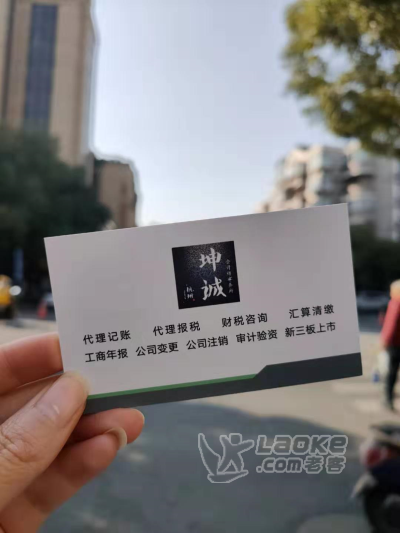 坤诚
代理记账 代理报税 财税咨询 汇算清缴
工商年报 公司变更 公司注销 审计验资 新三板上市
LAOKE
.com老客